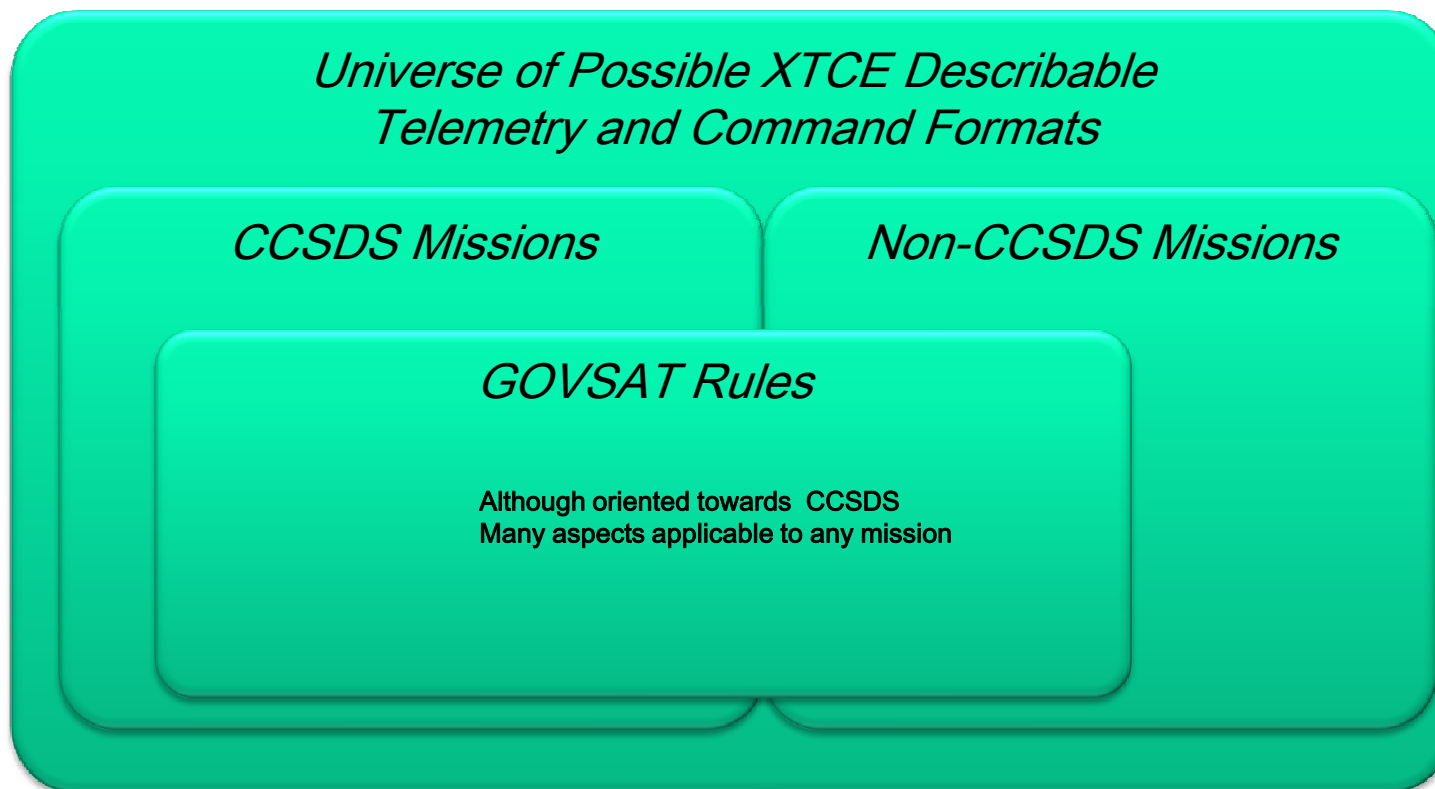 Universe of Possible XTCE Describable
Telemetry and Command Formats
CCSDS Missions
Non-CCSDS Missions
GOVSAT Rules
Although oriented towards  CCSDS
Many aspects applicable to any mission